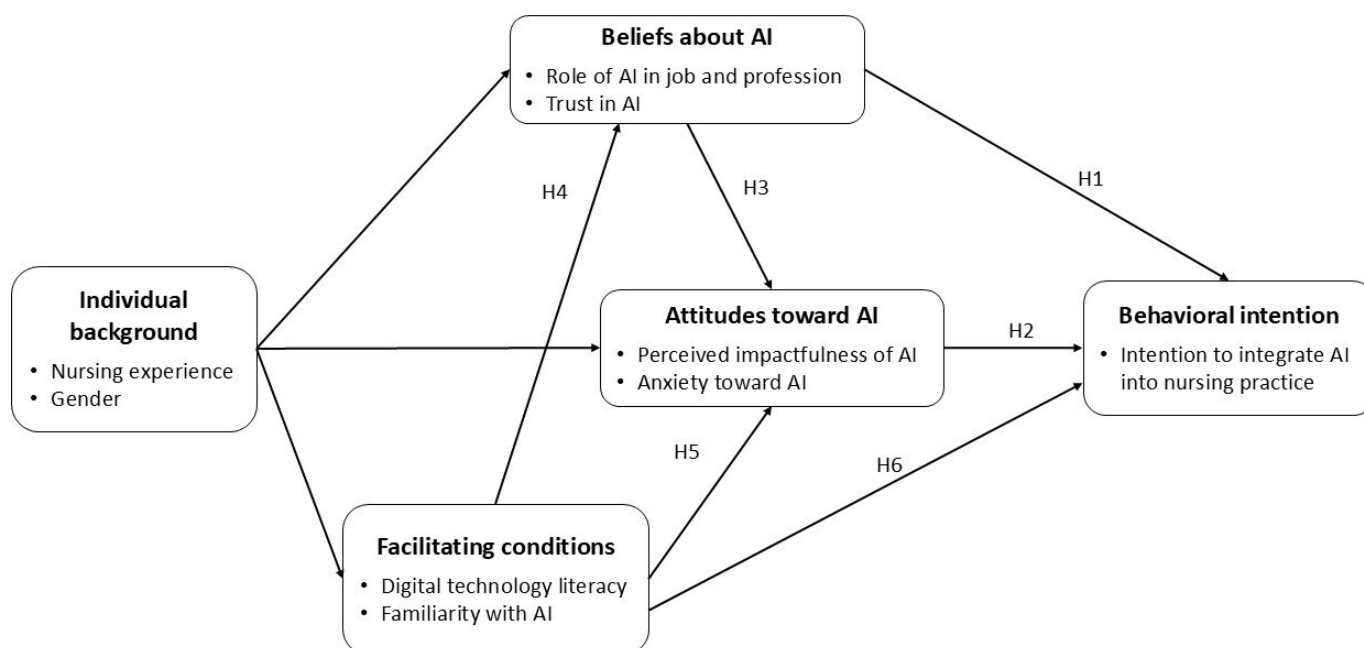 Beliefs about AI
• Role of AI in job and profession
• Trust in AI
H4
H3
H1
Individual
background
• Nursing experience
• Gender
Attitudes toward AI
• Perceived impactfulness of AI
• Anxiety toward AI
H2
Behavioral intention
• Intention to integrate AI
into nursing practice
H5
H6
Facilitating conditions
• Digital technology literacy
• Familiarity with AI